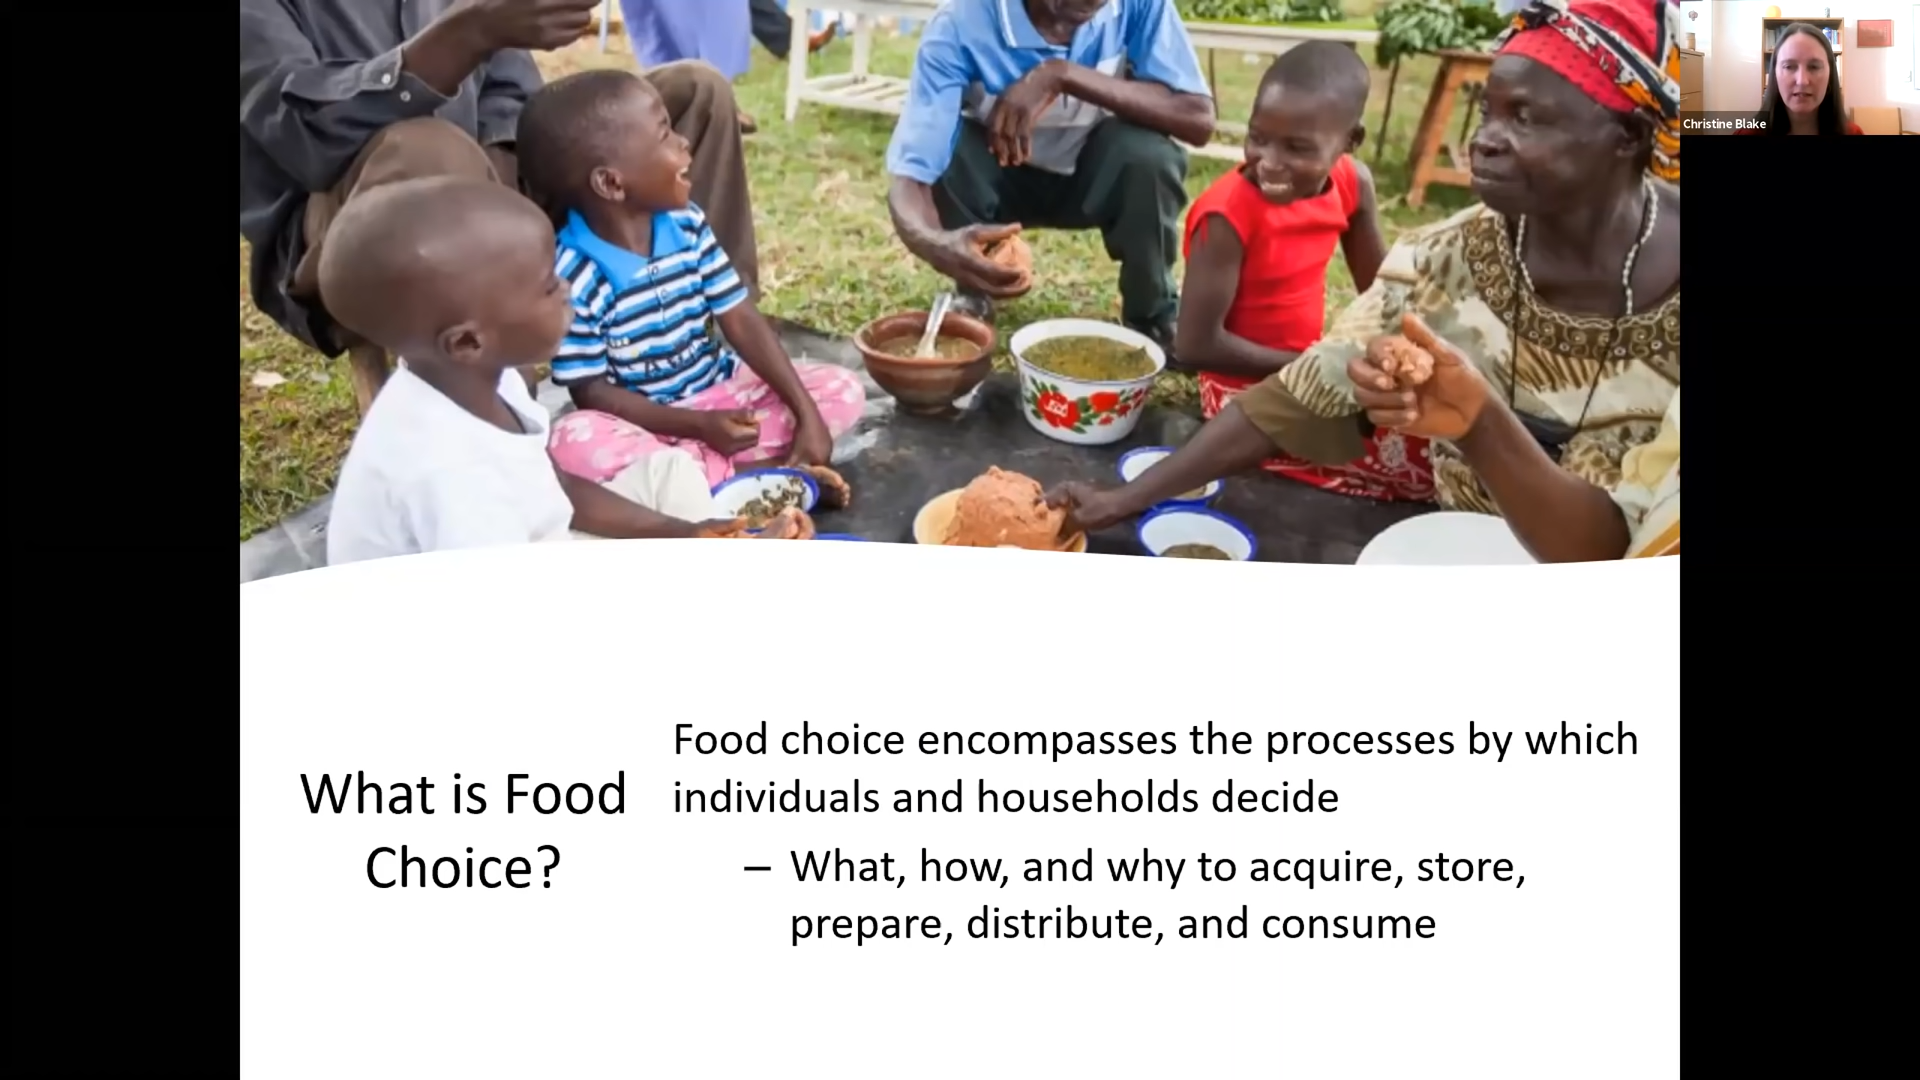 Christine Blake
What is Food
Choice?
Food choice encompasses the processes by which
individuals and households decide
– What, how, and why to acquire, store,
prepare, distribute, and consume